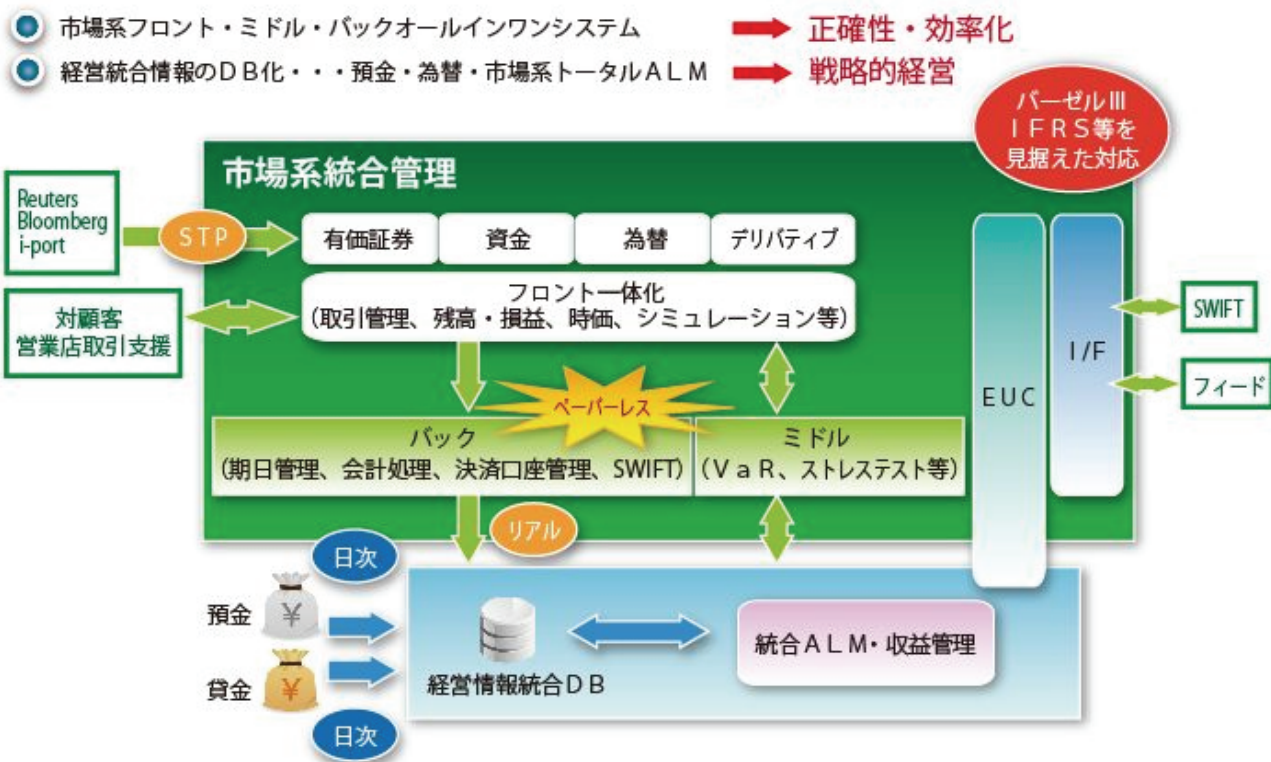 市場系フロント・ミドル・バックオールインワンシステム
正確性・効率化
経営統合情報のＤＢ化・・・預金・為替・市場系トータルＡＬＭ
戦略的経営
バーゼルⅢ
ＩＦＲＳ等を
見据えた対応
市場系統合管理
Reuters
Bloomberg
i-port
ＳＴＰ
有価証券
資金
為替
デリバティブ
フロント一体化
（取引管理、残高・損益、時価、シミュレーション等）
対顧客
営業店取引支援
SWIFT
I/F
フィード
ＥＵＣ
ペーパーレス
バック
（期日管理、会計処理、決済口座管理、SWIFT）
ミドル
（ＶａＲ、ストレステスト等）
リアル
日次
預金
¥
経営情報統合ＤＢ
統合ＡＬＭ・収益管理
貸金
¥
日次